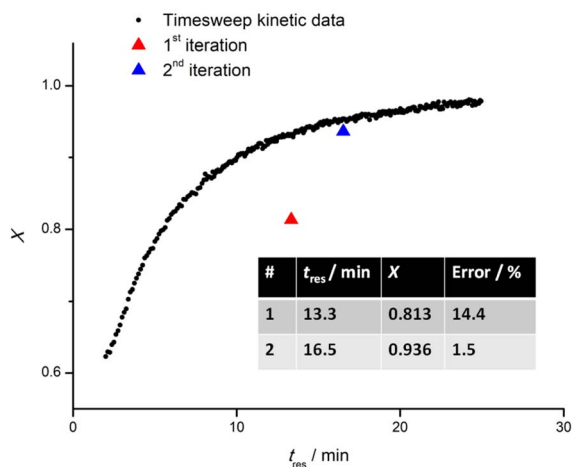 Timesweep kinetic data
1st iteration
2nd iteration
1.0
0.8
0.6
X
0
10
20
30
tres / min
# tres / min X Error / %
1 13.3 0.813 14.4
2 16.5 0.936 1.5